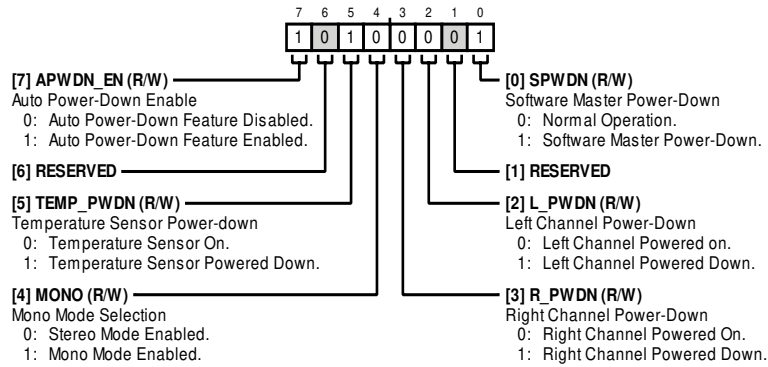 7 6 5 4 3 2 1 0
1 0 1 0 0 0 0 1
[7] APWDN_EN (R/W)
Auto Power-Down Enable
0: Auto Power-Down Feature Disabled.
1: Auto Power-Down Feature Enabled.
[6] RESERVED
[5] TEMP_PWDN (R/W)
Temperature Sensor Power-down
0: Temperature Sensor On.
1: Temperature Sensor Powered Down.
[4] MONO (R/W)
Mono Mode Selection
0: Stereo Mode Enabled.
1: Mono Mode Enabled.
[0] SPWDN (R/W)
Software Master Power-Down
0: Normal Operation.
1: Software Master Power-Down.
[1] RESERVED
[2] L_PWDN (R/W)
Left Channel Power-Down
0: Left Channel Powered on.
1: Left Channel Powered Down.
[3] R_PWDN (R/W)
Right Channel Power-Down
0: Right Channel Powered On.
1: Right Channel Powered Down.